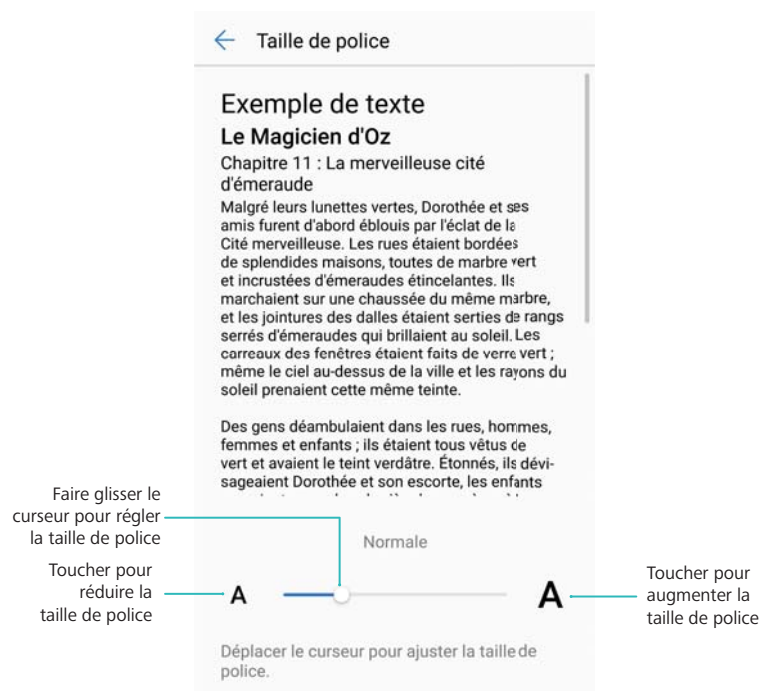 Taille de police
Exemple de texte
Le Magicien d'Oz
Chapitre 11 : La merveilleuse cité
d'émeraude
Malgré leurs lunettes vertes, Dorothée et ses
amis furent d'abord éblouis par l'éclat de la
Cité merveilleuse. Les rues étaient bordées
de splendides maisons, toutes de marbre vert
et incrustées d'émeraudes étincelantes. Ils
marchaient sur une chaussée du même marbre,
et les jointures des dalles étaient serties de rangs
serrés d'émeraudes qui brillaient au soleil. Les
carreaux des fenêtres étaient faits de verre vert ;
même le ciel au-dessus de la ville et les rayons du
soleil prenaient cette même teinte.
Des gens déambulaient dans les rues, hommes,
femmes et enfants ; ils étaient tous vêtus de
vert et avaient le teint verdâtre. Étonnés, ils dévi-
sageaient Dorothée et son escorte, les enfants
Faire glisser le
curseur pour régler
la taille de police
Normale
Toucher pour
réduire la
taille de police
A
A
Toucher pour
augmenter la
taille de police
Déplacer le curseur pour ajuster la taille de
police.